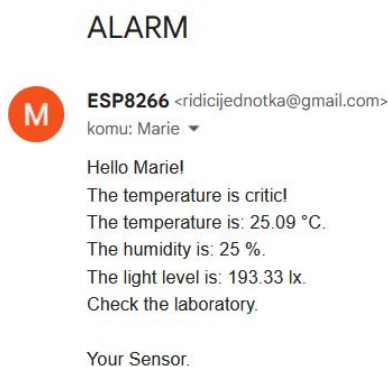 ALARM
M
ESP8266 <ridicijednotka@gmail.com>
komu: Marie
Hello Marie!
The temperature is critic!
The temperature is: 25.09 °C.
The humidity is: 25 %.
The light level is: 193.33 lx.
Check the laboratory.
Your Sensor.